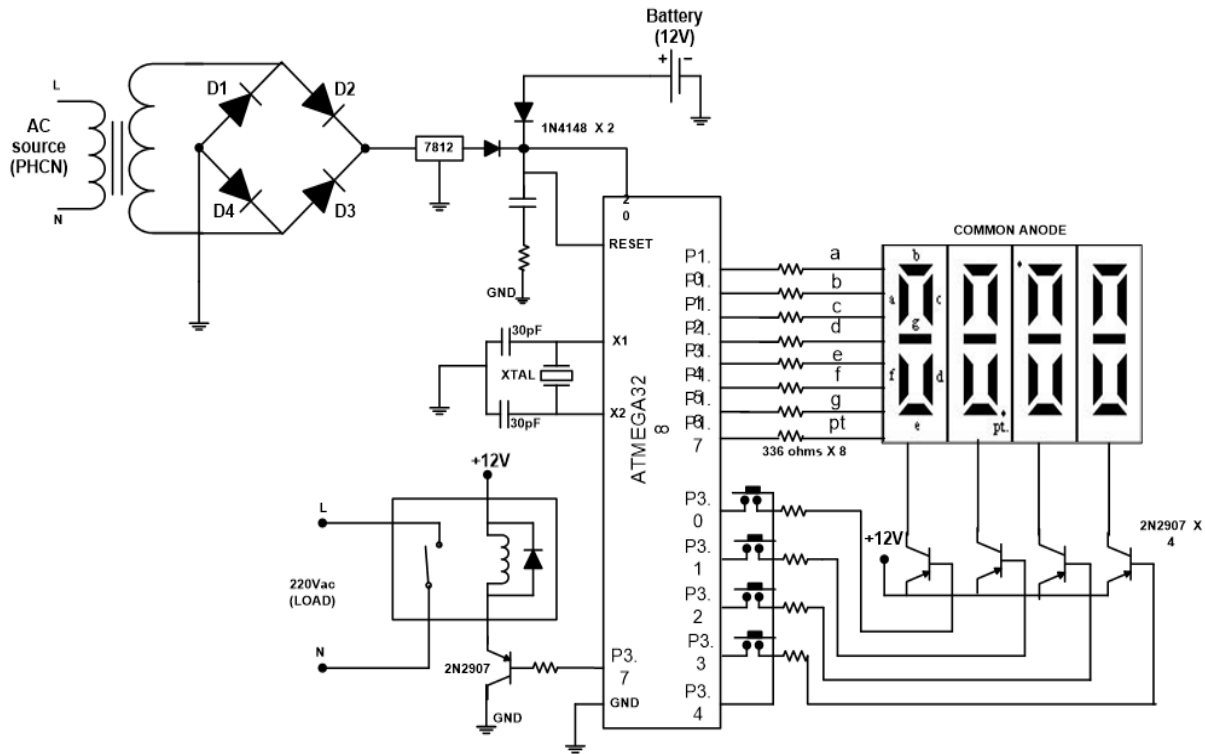 Battery
(12V)
+ −
L
AC
source
(PHCN)
N
D1
D2
D4
D3
1N4148 X 2
7812
2
0
RESET
GND
30pF
X1
XTAL
X2
30pF
ATMEGA32
8
P1.
0
P1.
1
P1.
2
P1.
3
P1.
4
P1.
5
P1.
6
P1.
7
a
b
c
d
e
f
g
pt
336 ohms X 8
COMMON ANODE
b
a
c
g
f
d
e
pt.
+12V
L
220Vac
(LOAD)
N
2N2907
GND
P3.
7
GND
P3.
0
P3.
1
P3.
2
P3.
3
P3.
4
+12V
2N2907 X
4